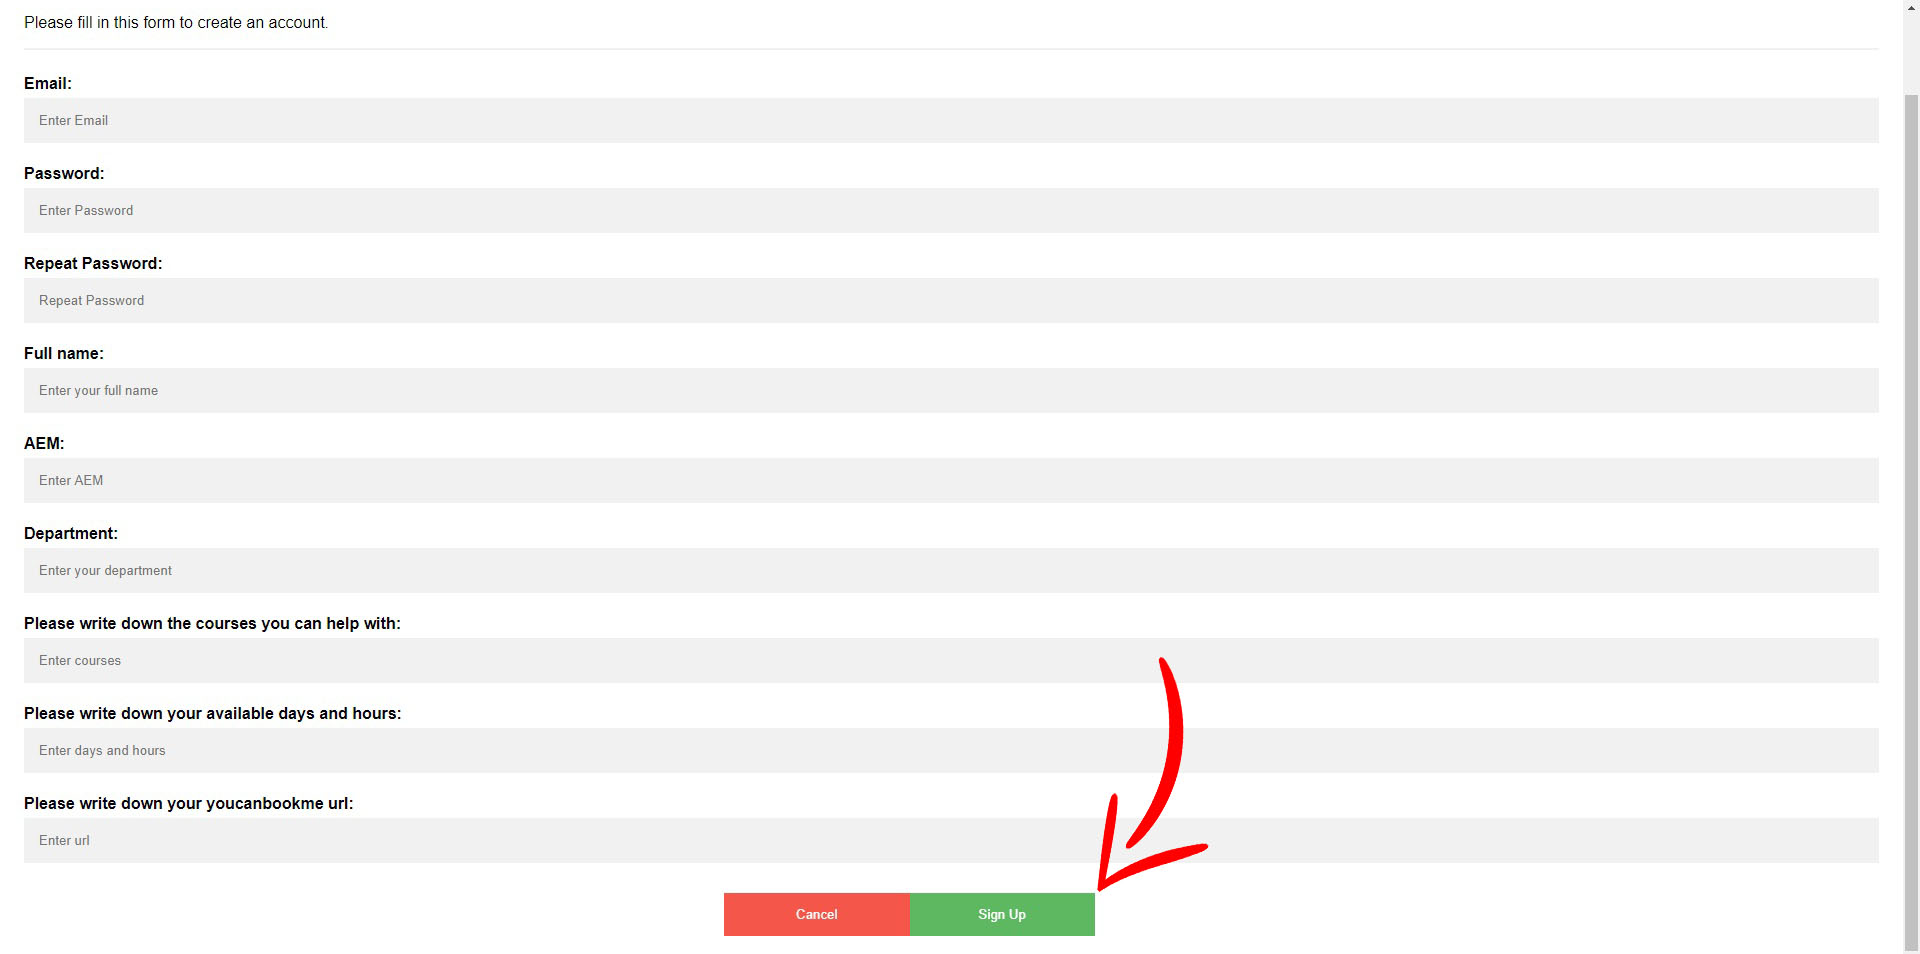 Please fill in this form to create an account.
Email:
Enter Email
Password:
Enter Password
Repeat Password:
Repeat Password
Full name:
Enter your full name
AEM:
Enter AEM
Department:
Enter your department
Please write down the courses you can help with:
Enter courses
Please write down your available days and hours:
Enter days and hours
Please write down your youcanbookme url:
Enter url
Cancel
Sign Up